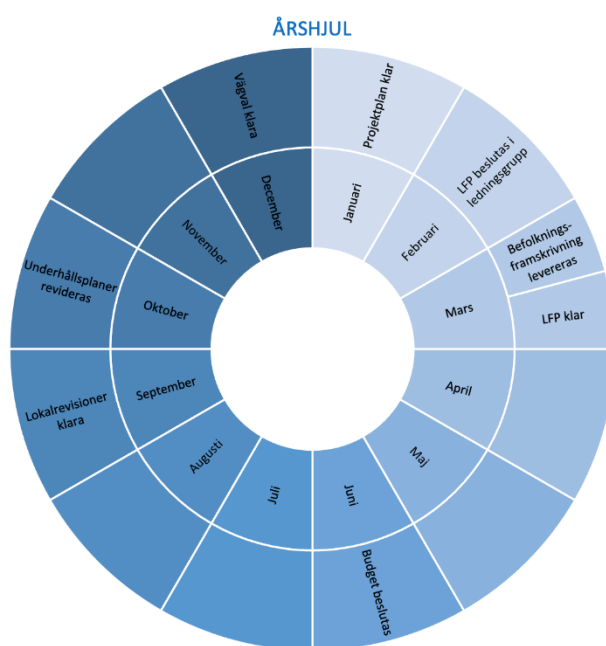 ÅRSHJUL
Projektplan klar
Januari
LFP beslutas i
ledningsgrupp
Februari
Befolknings-
framskrivning
levereras
LFP klar
Mars
April
Maj
Budget beslutas
Juni
Juli
Augusti
Lokalrevisioner
klara
September
Underhållsplaner
revideras
Oktober
November
Vägval klara
December